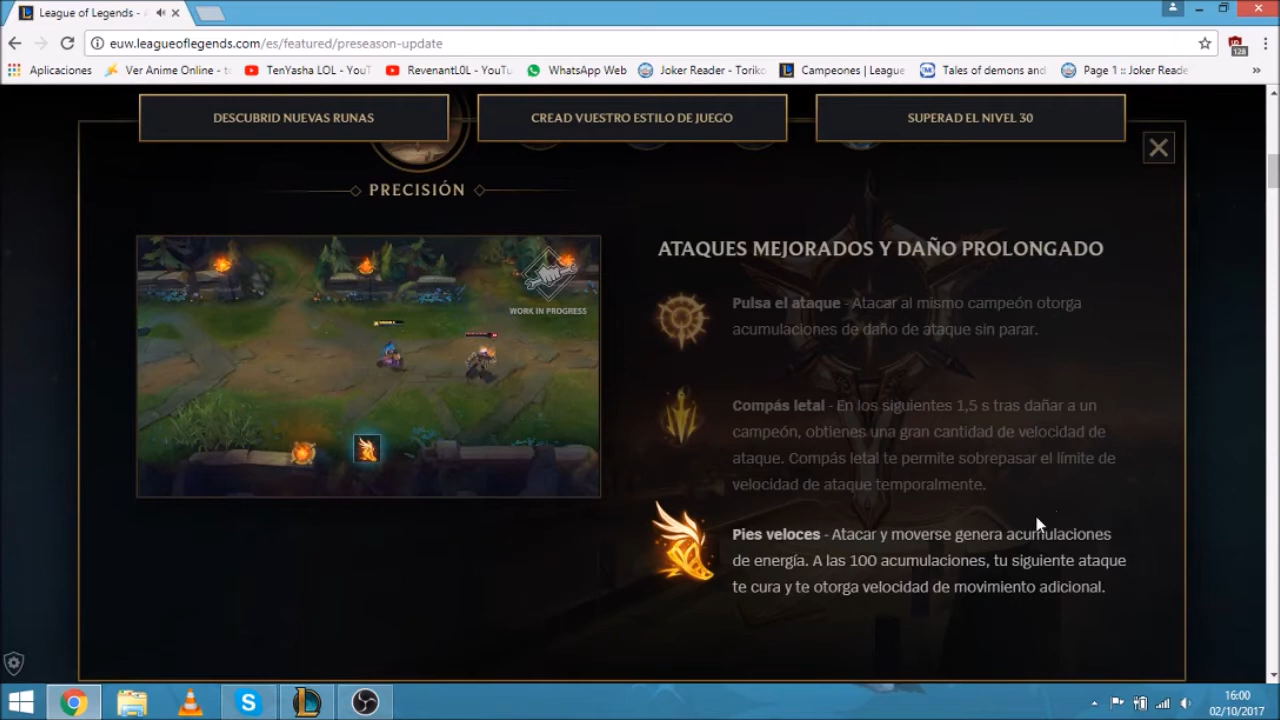 League of Legends -
euw.leagueoflegends.com/es/featured/preseason-update
128
Aplicaciones
Ver Anime Online - to
TenYasha LOL - YouT
RevenantL0L - YouTu
WhatsApp Web
Joker Reader - Toriko
Campeones | League
Tales of demons and
Page 1 :: Joker Reade
»
DESCUBRID NUEVAS RUNAS
CREAD VUESTRO ESTILO DE JUEGO
SUPERAD EL NIVEL 30
PRECISIÓN
WORK IN PROGRESS
ATAQUES MEJORADOS Y DAÑO PROLONGADO
Pulsa el ataque - Atacar al mismo campeón otorga
acumulaciones de daño de ataque sin parar.
Compás letal - En los siguientes 1,5 s tras dañar a un
campeón, obtienes una gran cantidad de velocidad de
ataque. Compás letal te permite sobrepasar el límite de
velocidad de ataque temporalmente.
Pies veloces - Atacar y moverse genera acumulaciones
de energía. A las 100 acumulaciones, tu siguiente ataque
te cura y te otorga velocidad de movimiento adicional.
16:00
02/10/2017